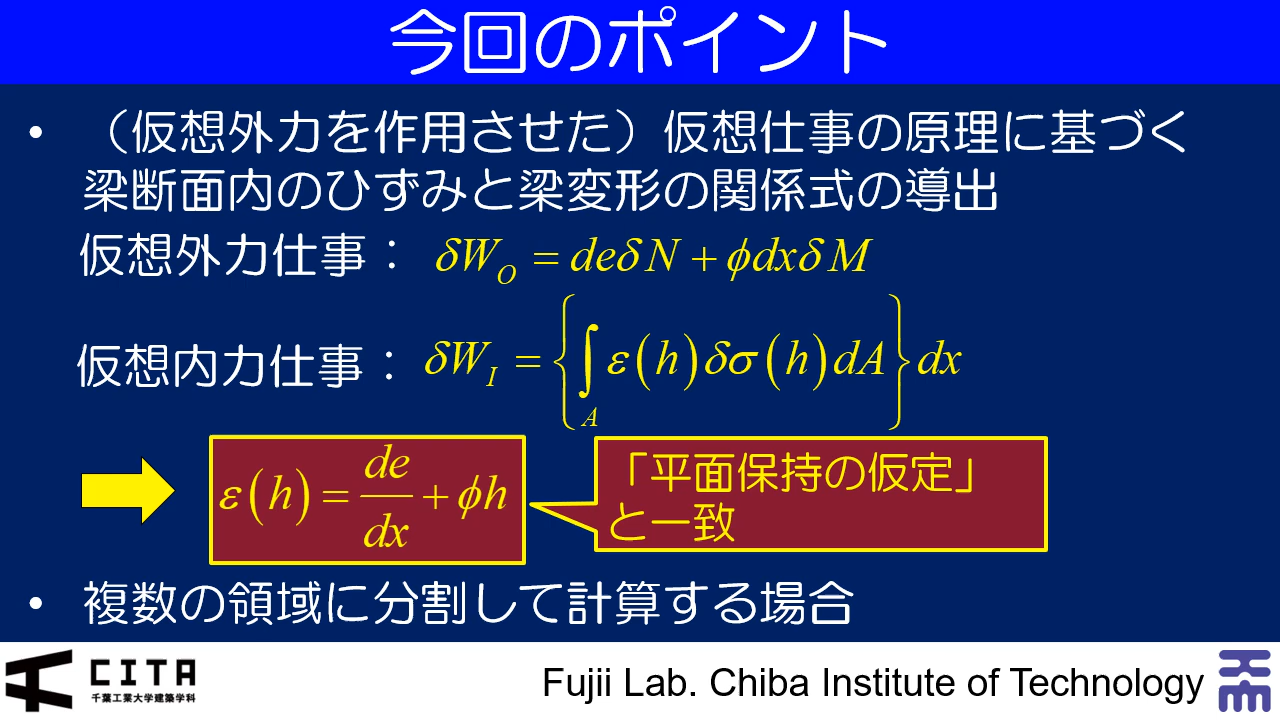 今回のポイント
• （仮想外力を作用させた）仮想仕事の原理に基づく
梁断面内のひずみと梁変形の関係式の導出
仮想外力仕事： δW_O = deδN + φdxδM
仮想内力仕事： δW_I = {∫_A ε(h)δσ(h)dA}dx
ε(h) = de/dx + φh
「平面保持の仮定」
と一致
• 複数の領域に分割して計算する場合
CITA
千葉工業大学建築学科
Fujii Lab. Chiba Institute of Technology